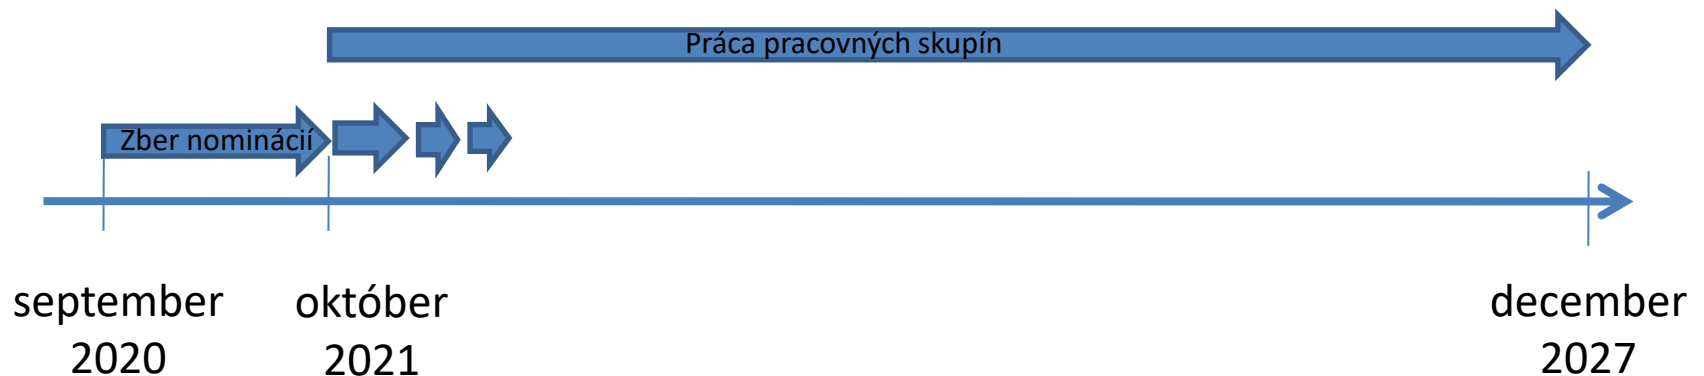 Práca pracovných skupín
Zber nominácií
september
2020
október
2021
december
2027